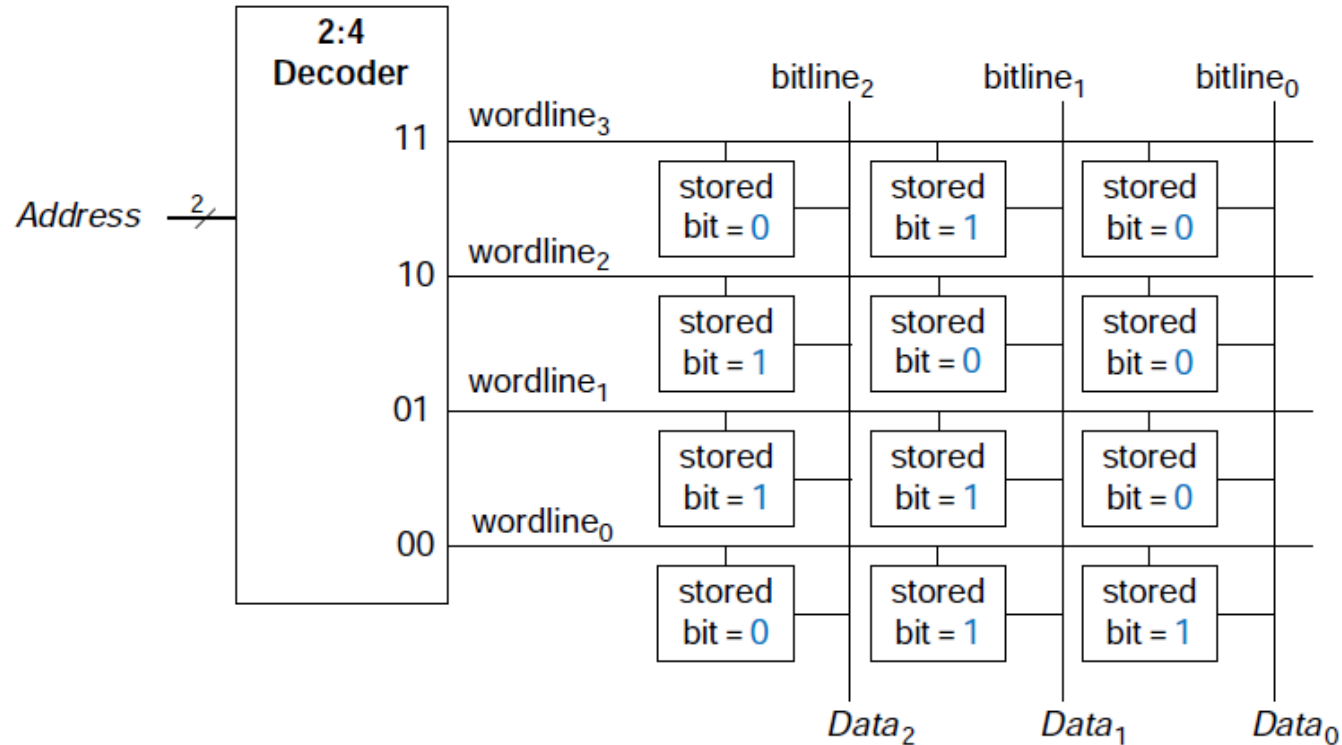 2:4
Decoder
bitline₂ bitline₁ bitline₀
wordline₃
11
stored stored stored
bit = 0 bit = 1 bit = 0
Address 2
wordline₂
10
stored stored stored
bit = 1 bit = 0 bit = 0
wordline₁
01
stored stored stored
bit = 1 bit = 1 bit = 0
wordline₀
00
stored stored stored
bit = 0 bit = 1 bit = 1
Data₂ Data₁ Data₀